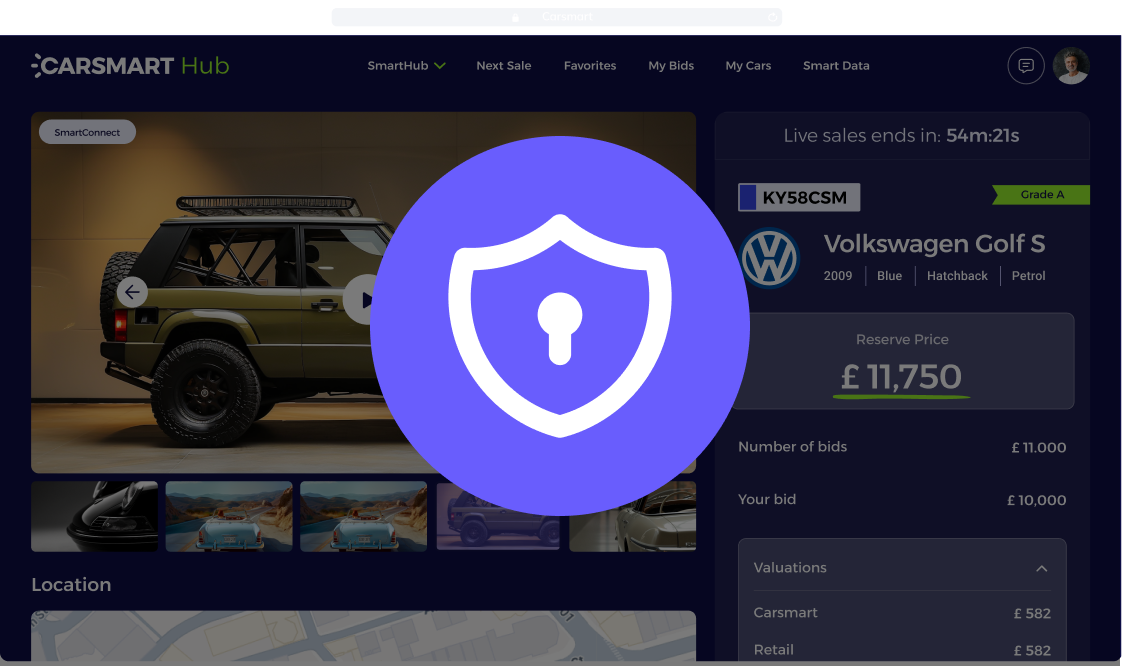 Carsmart
CARSMART Hub
SmartHub
Next Sale
Favorites
My Bids
My Cars
Smart Data
SmartConnect
Live sales ends in: 54m:21s
KY58CSM
Grade A
Volkswagen Golf S
2009 Blue Hatchback Petrol
Reserve Price
£ 11,750
Number of bids £ 11.000
Your bid £ 10,000
Valuations
Carsmart £ 582
Retail £ 582
Location